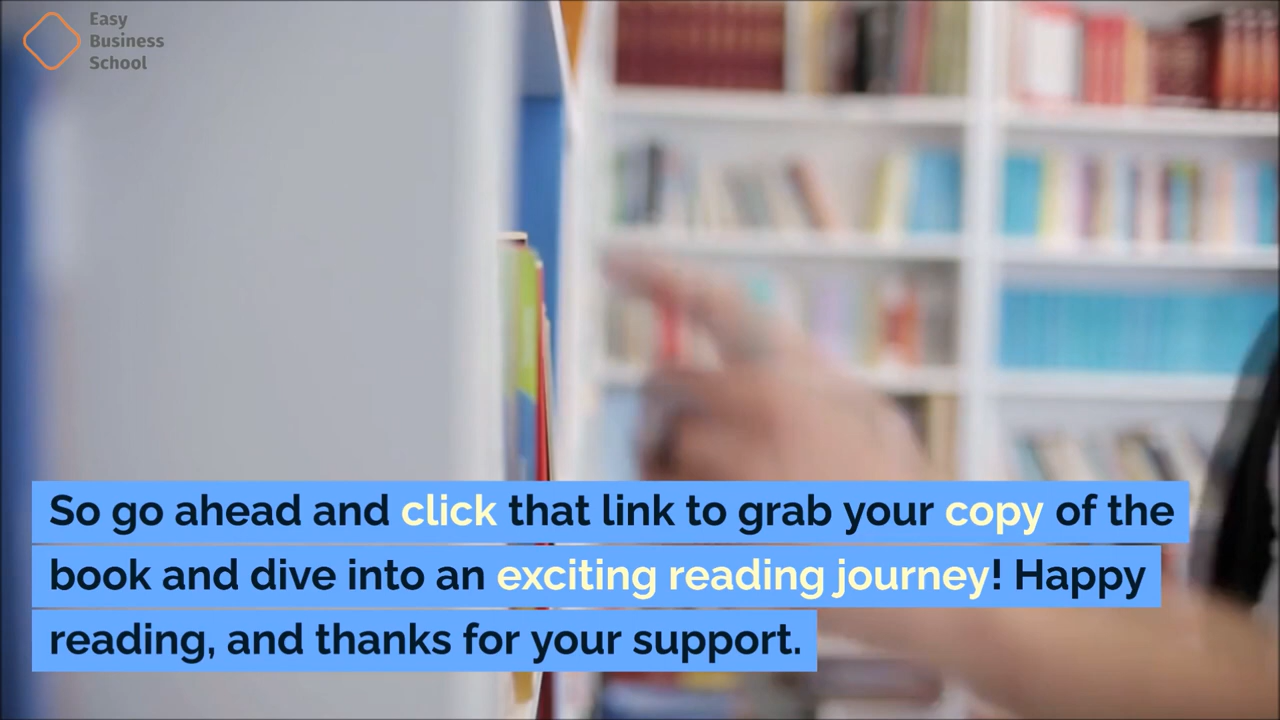 Easy
Business
School
So go ahead and click that link to grab your copy of the
book and dive into an exciting reading journey! Happy
reading, and thanks for your support.